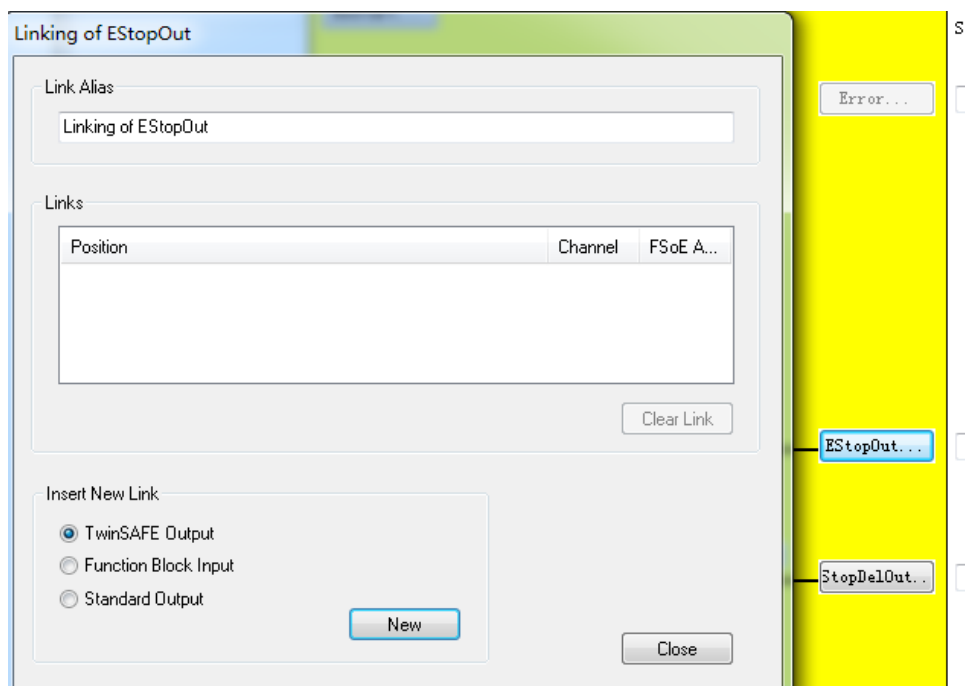 Linking of EStopOut
Link Alias
Linking of EStopOut
Links
Position Channel FSoE A...
Clear Link
Insert New Link
TwinSAFE Output
Function Block Input
Standard Output
New
Close
Error...
EStopOut...
StopDelOut..
S